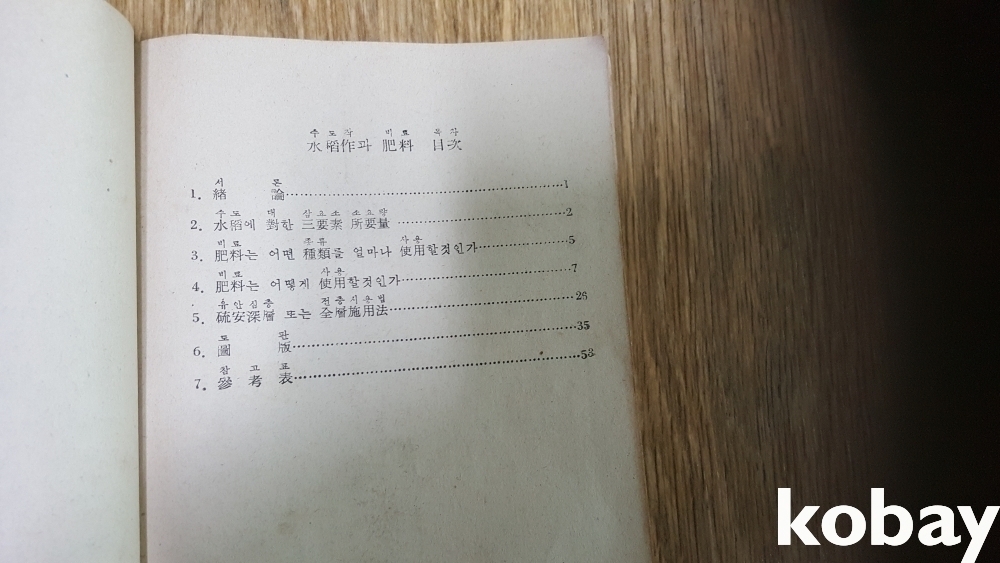 수도작 비료 목차
水稻作과 肥料 目次
서 론
1. 緖 論……1
수도 대 삼요소 소요량
2. 水稻에 對한 三要素 所要量……2
비료 종류 사용
3. 肥料는 어떤 種類를 얼마나 使用할것인가……5
비료 사용
4. 肥料는 어떻게 使用할것인가……7
유안심층 전층시용법
5. 硫安深層 또는 全層施用法……26
도 판
6. 圖 版……35
참 고 표
7. 參 考 表……53
kobay